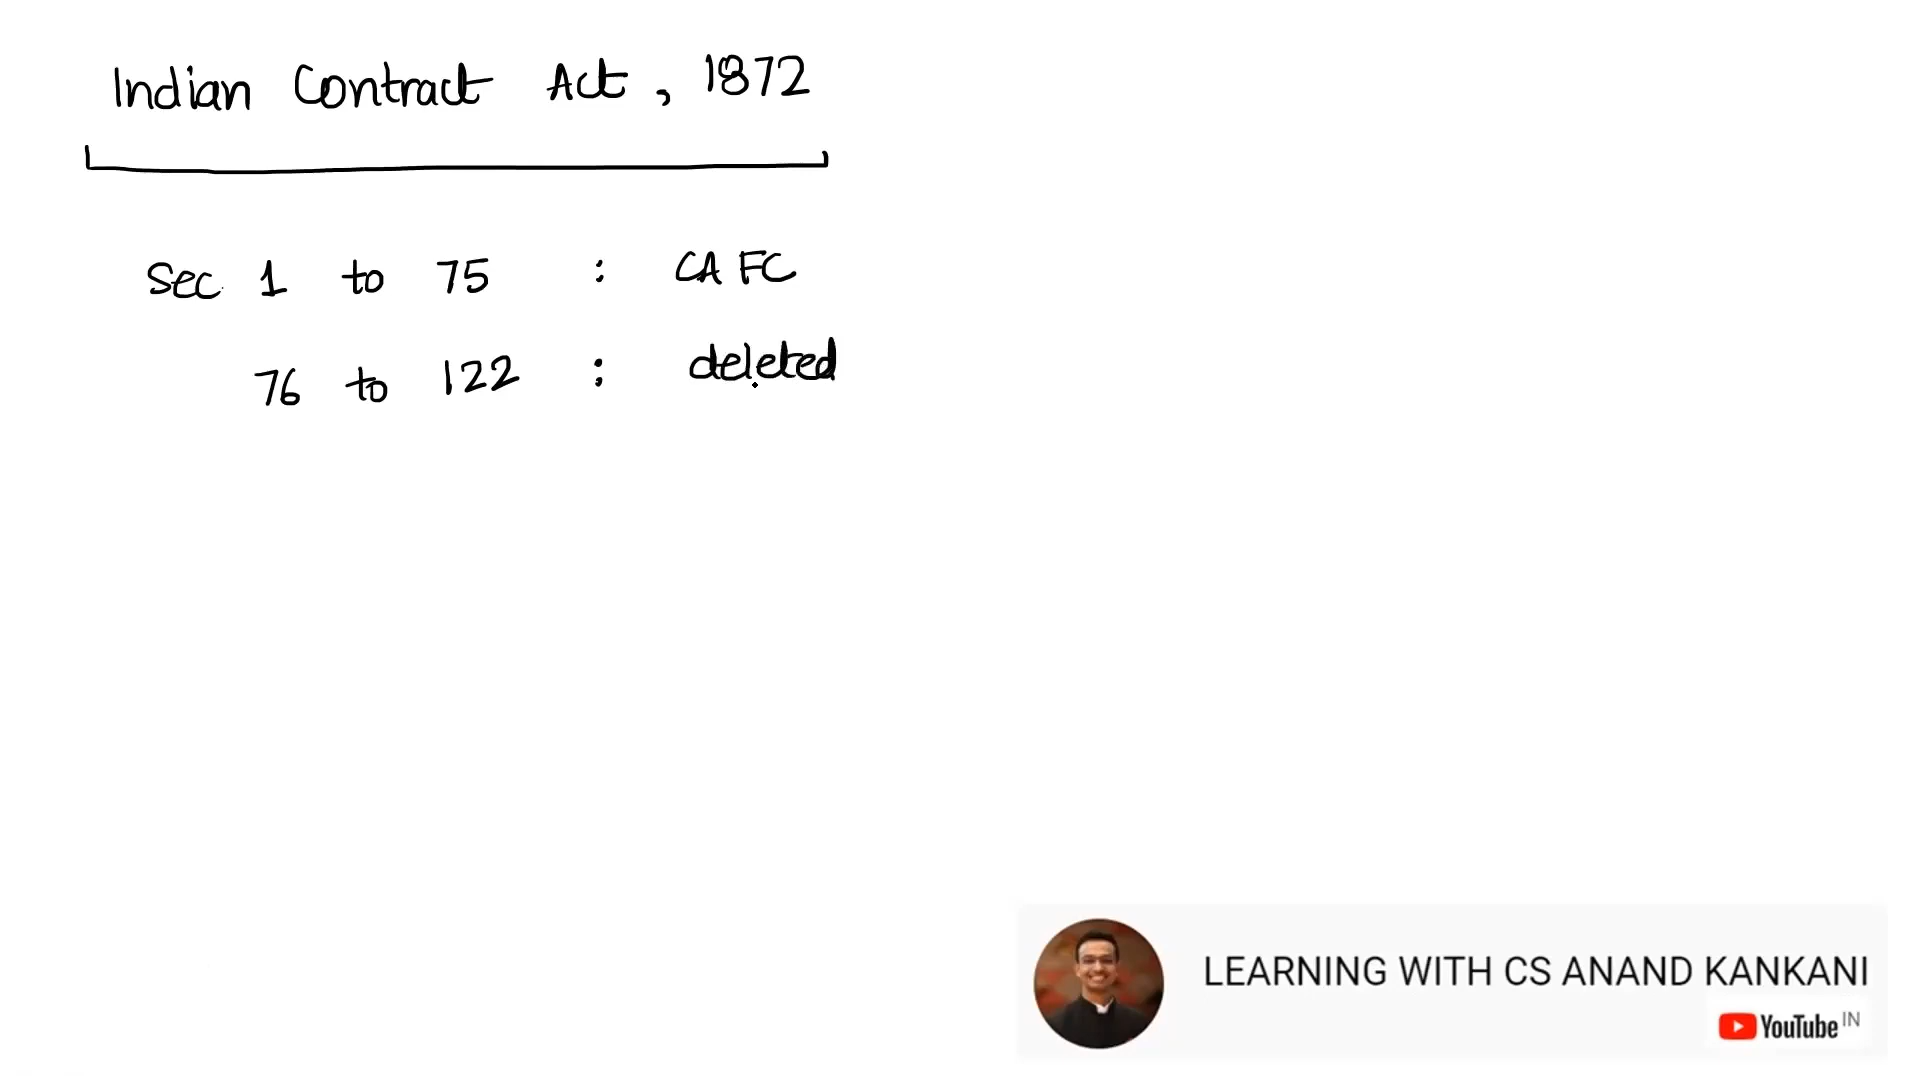 Indian Contract Act, 1872
Sec 1 to 75 : CA FC
76 to 122 : deleted
LEARNING WITH CS ANAND KANKANI
YouTube IN